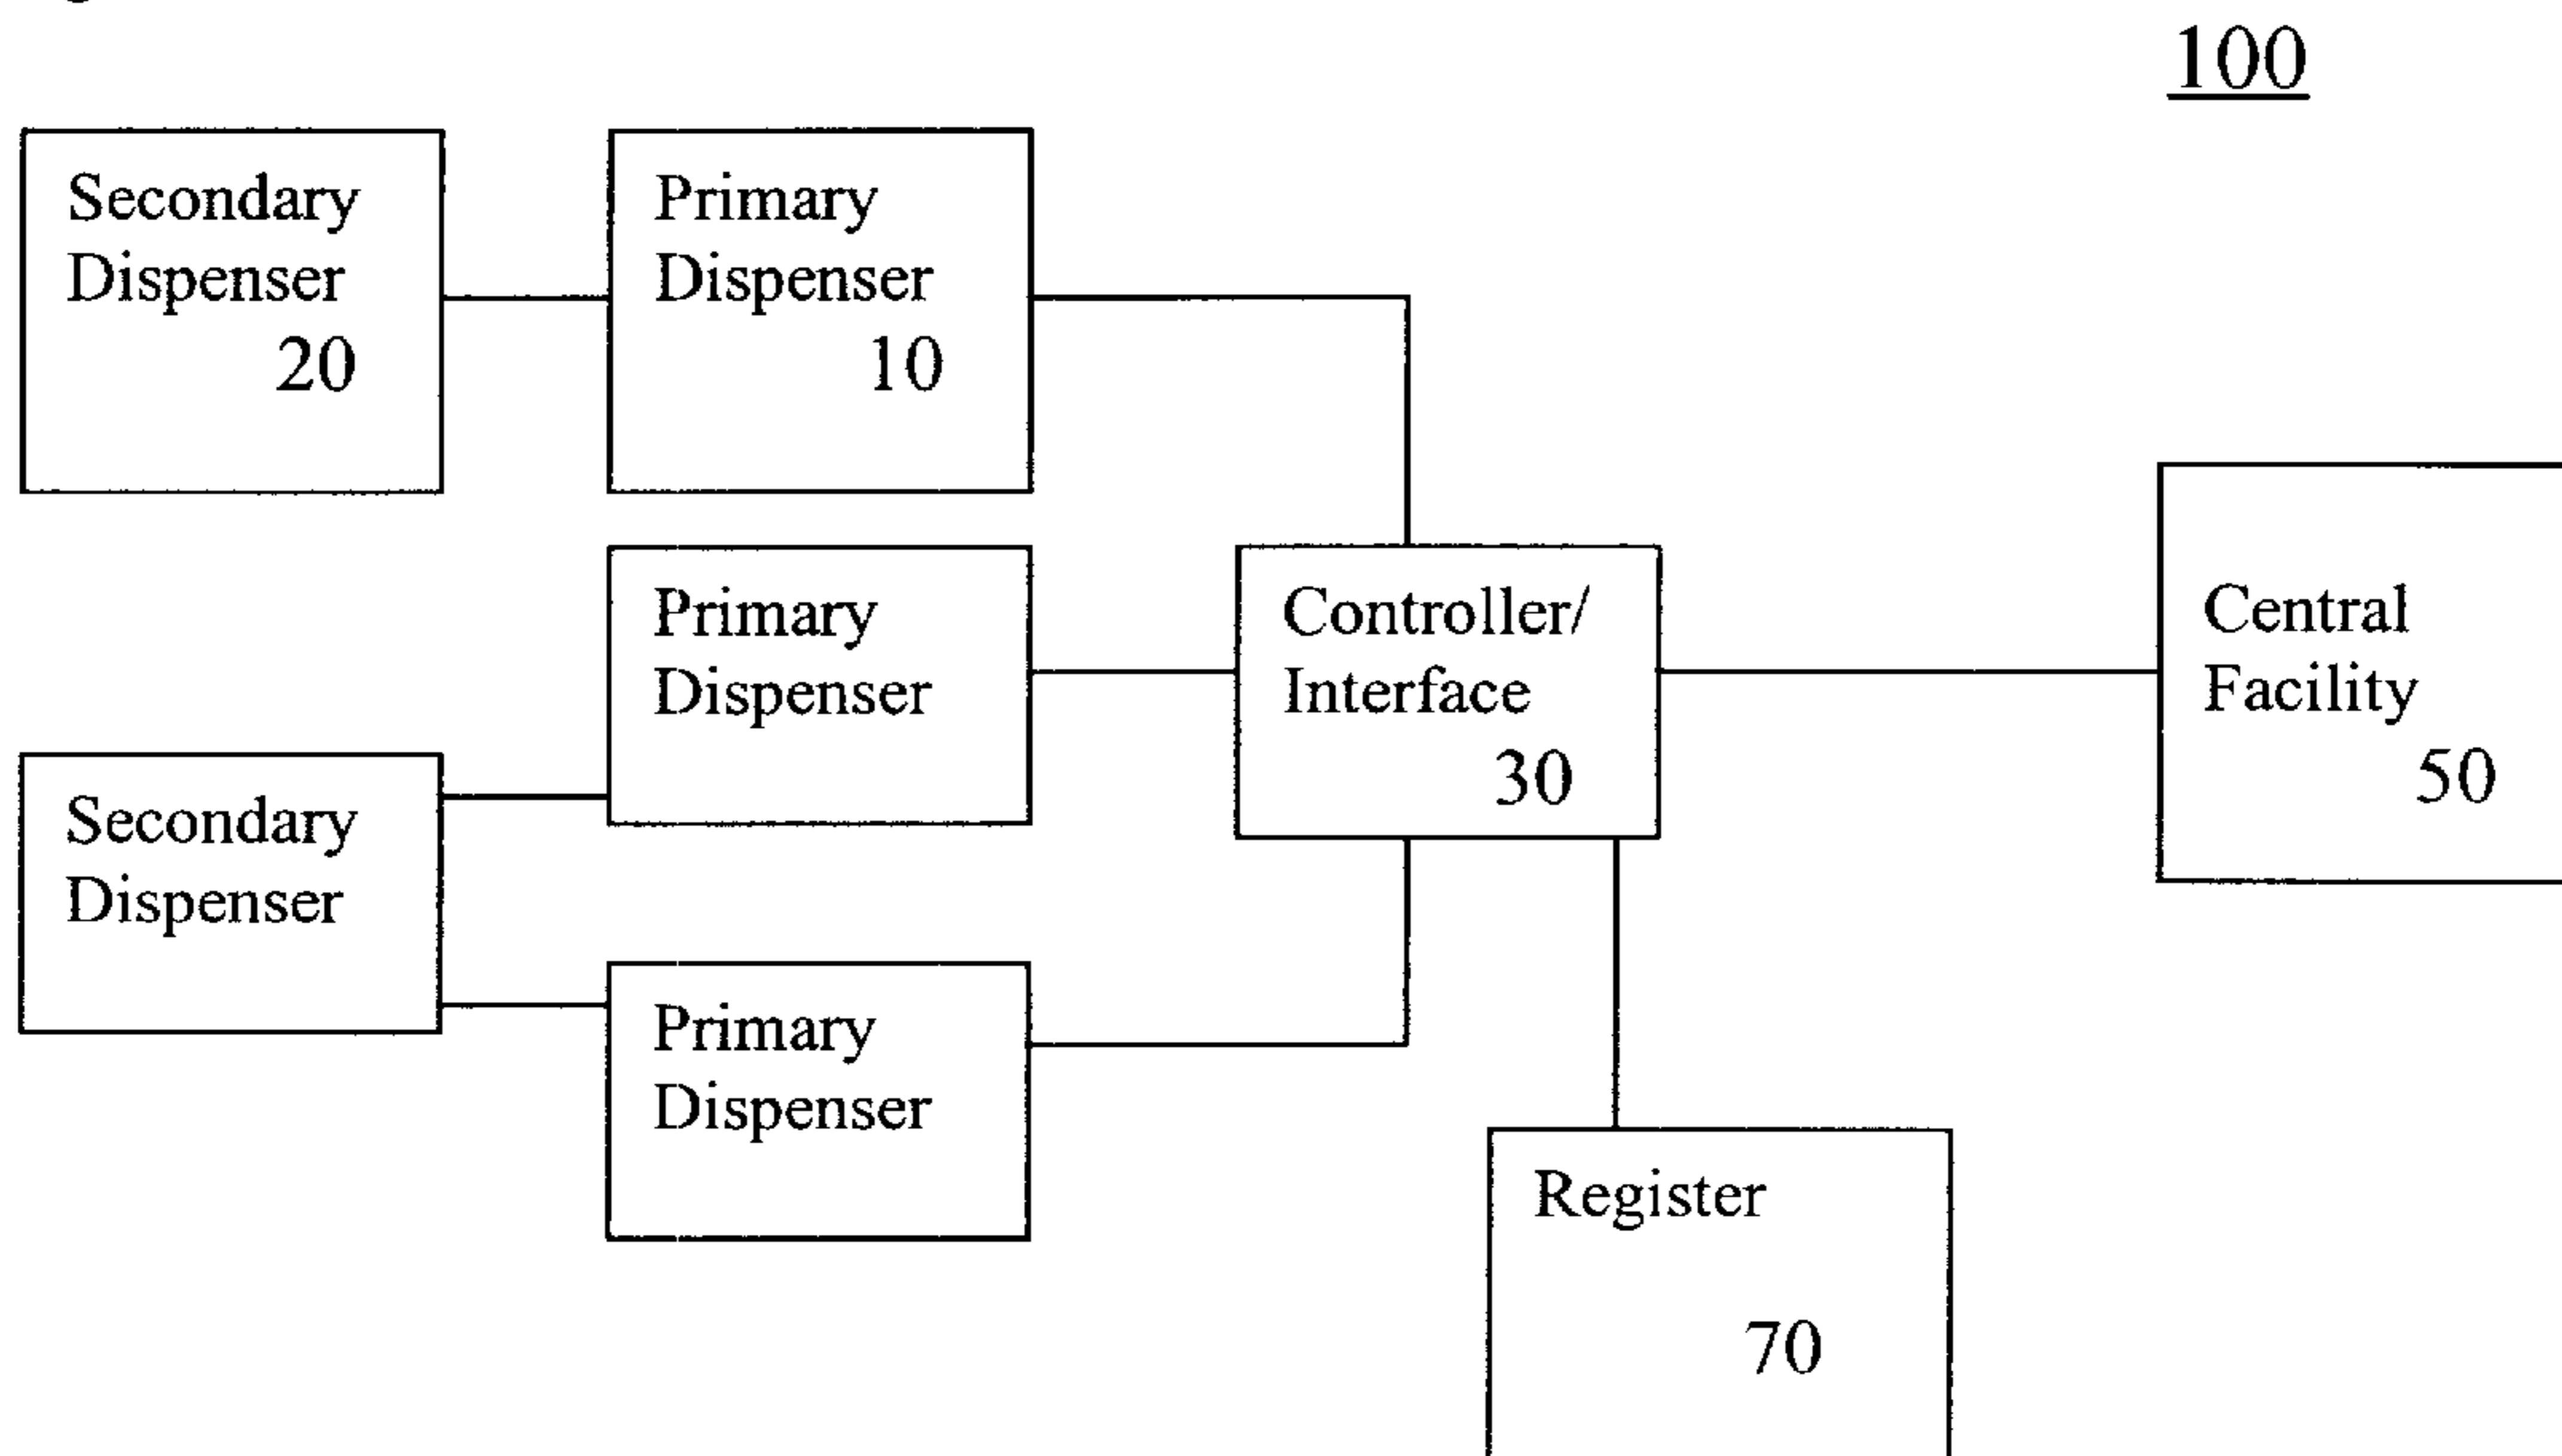 100
Secondary
Dispenser
20
Primary
Dispenser
10
Primary
Dispenser
Controller/
Interface
30
Central
Facility
50
Secondary
Dispenser
Primary
Dispenser
Register
70